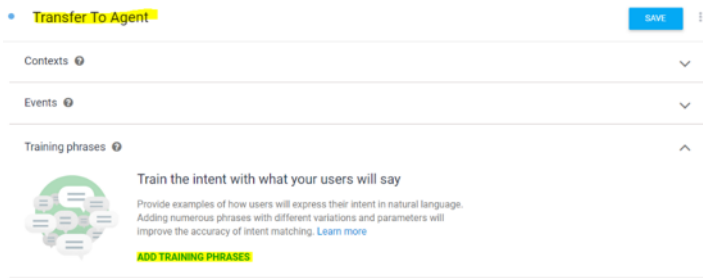 Transfer To Agent
SAVE
Contexts
Events
Training phrases
Train the intent with what your users will say
Provide examples of how users will express their intent in natural language.
Adding numerous phrases with different variations and parameters will
improve the accuracy of intent matching. Learn more
ADD TRAINING PHRASES